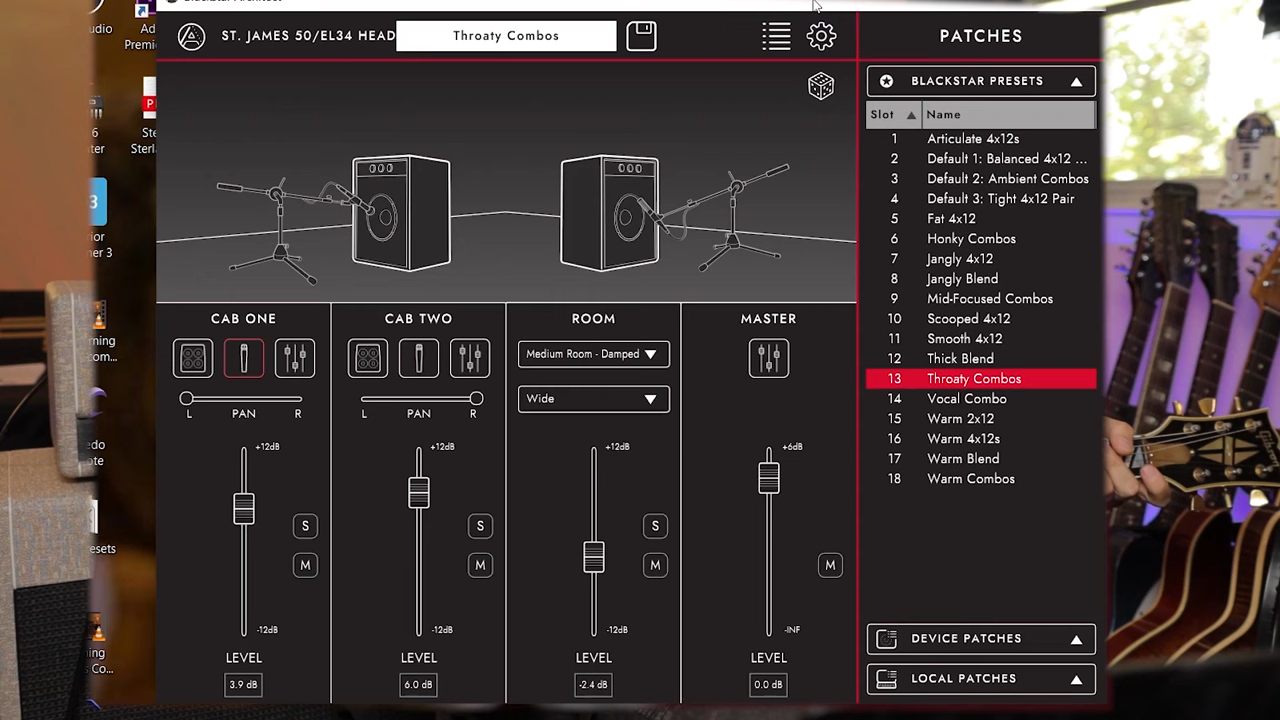 ST. JAMES 50/EL34 HEAD
Throaty Combos
PATCHES
BLACKSTAR PRESETS
Slot Name
1 Articulate 4x12s
2 Default 1: Balanced 4x12 ...
3 Default 2: Ambient Combos
4 Default 3: Tight 4x12 Pair
5 Fat 4x12
6 Honky Combos
7 Jangly 4x12
8 Jangly Blend
9 Mid-Focused Combos
10 Scooped 4x12
11 Smooth 4x12
12 Thick Blend
13 Throaty Combos
14 Vocal Combo
15 Warm 2x12
16 Warm 4x12s
17 Warm Blend
18 Warm Combos
DEVICE PATCHES
LOCAL PATCHES
CAB ONE
L PAN R
+12dB
S
M
-12dB
LEVEL
3.9 dB
CAB TWO
L PAN R
+12dB
S
M
-12dB
LEVEL
6.0 dB
ROOM
Medium Room - Damped
Wide
+12dB
S
M
-12dB
LEVEL
-2.4 dB
MASTER
+6dB
M
-INF
LEVEL
0.0 dB